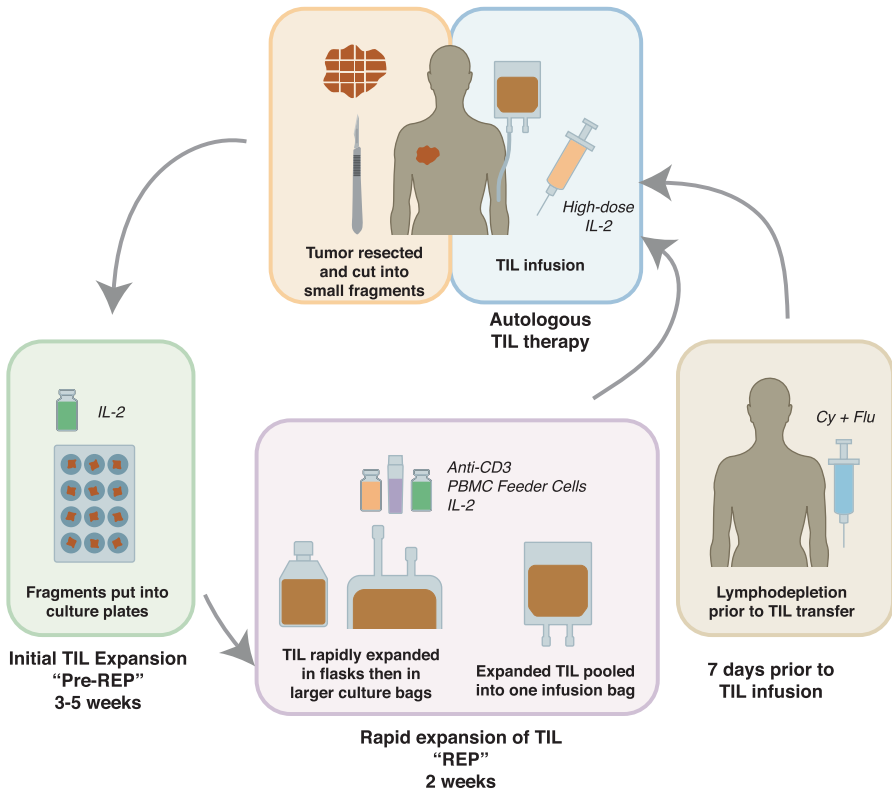 Tumor resected
and cut into
small fragments
High-dose
IL-2
TIL infusion
Autologous
TIL therapy
IL-2
Fragments put into
culture plates
Initial TIL Expansion
“Pre-REP”
3-5 weeks
Anti-CD3
PBMC Feeder Cells
IL-2
TIL rapidly expanded
in flasks then in
larger culture bags
Expanded TIL pooled
into one infusion bag
Rapid expansion of TIL
“REP”
2 weeks
Cy + Flu
Lymphodepletion
prior to TIL transfer
7 days prior to
TIL infusion